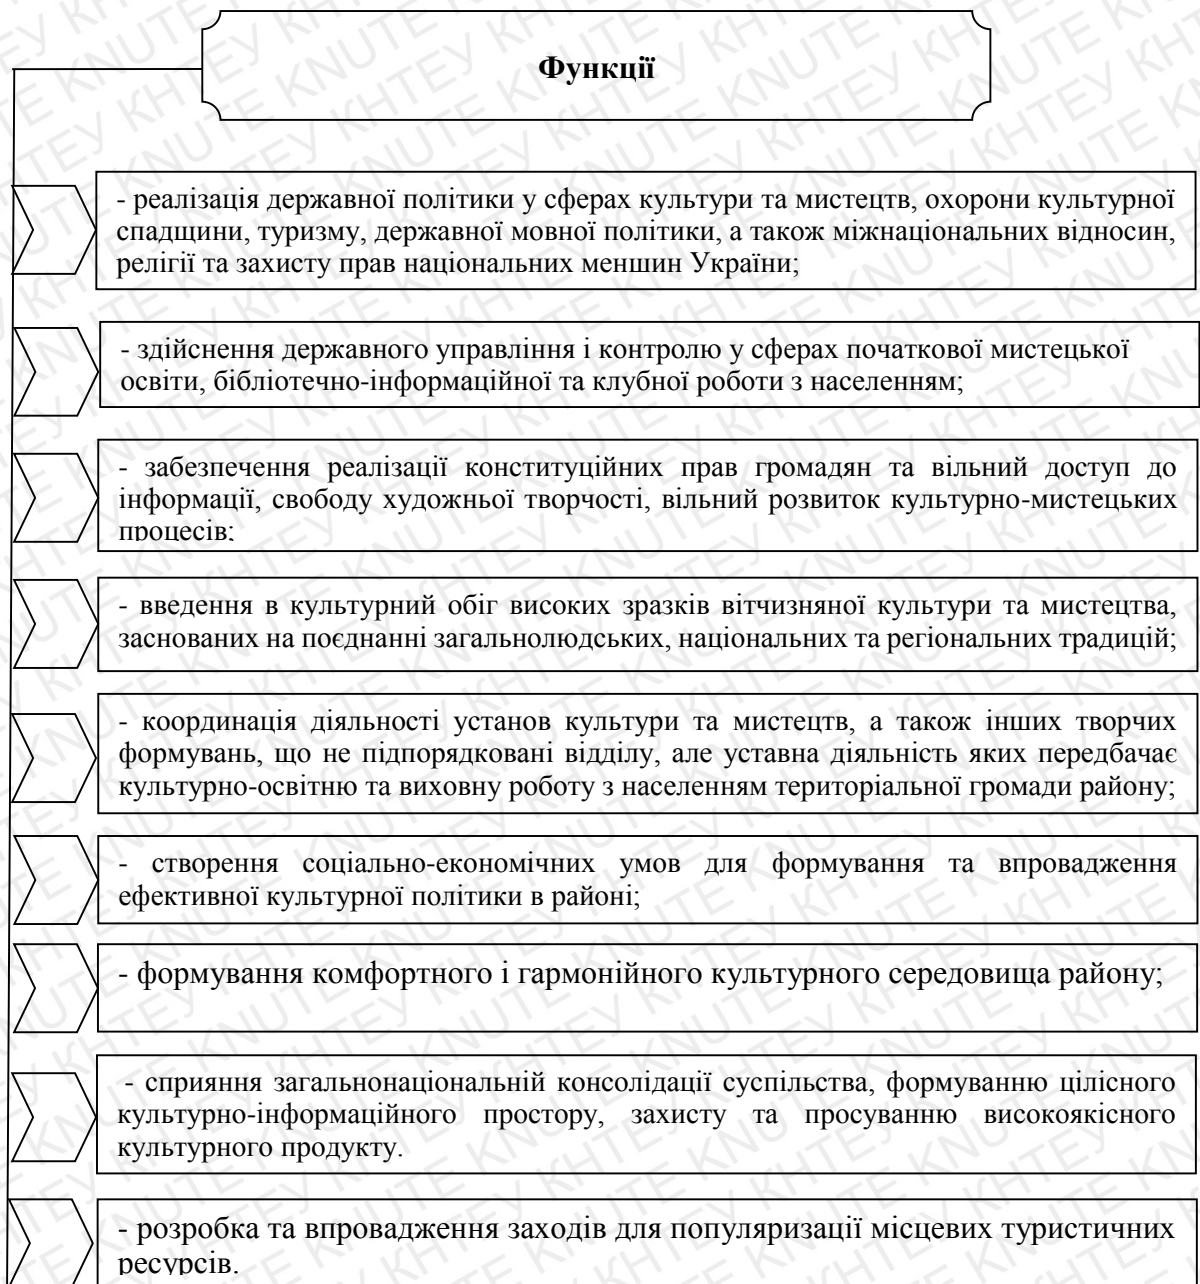 Функції
- реалізація державної політики у сферах культури та мистецтв, охорони культурної
спадщини, туризму, державної мовної політики, а також міжнаціональних відносин,
релігії та захисту прав національних меншин України;
- здійснення державного управління і контролю у сферах початкової мистецької
освіти, бібліотечно-інформаційної та клубної роботи з населенням;
- забезпечення реалізації конституційних прав громадян та вільний доступ до
інформації, свободу художньої творчості, вільний розвиток культурно-мистецьких
процесів;
- введення в культурний обіг високих зразків вітчизняної культури та мистецтва,
заснованих на поєднанні загальнолюдських, національних та регіональних традицій;
- координація діяльності установ культури та мистецтв, а також інших творчих
формувань, що не підпорядковані відділу, але уставна діяльність яких передбачає
культурно-освітню та виховну роботу з населенням територіальної громади району;
- створення соціально-економічних умов для формування та впровадження
ефективної культурної політики в районі;
- формування комфортного і гармонійного культурного середовища району;
- сприяння загальнонаціональній консолідації суспільства, формуванню цілісного
культурно-інформаційного простору, захисту та просуванню високоякісного
культурного продукту.
- розробка та впровадження заходів для популяризації місцевих туристичних
ресурсів.